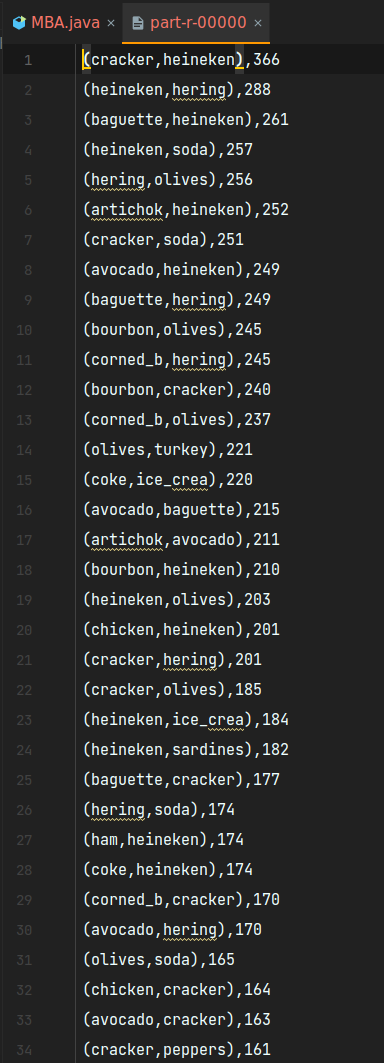 MBA.java × part-r-00000 ×
1 (cracker,heineken),366
2 (heineken,hering),288
3 (baguette,heineken),261
4 (heineken,soda),257
5 (hering,olives),256
6 (artichok,heineken),252
7 (cracker,soda),251
8 (avocado,heineken),249
9 (baguette,hering),249
10 (bourbon,olives),245
11 (corned_b,hering),245
12 (bourbon,cracker),240
13 (corned_b,olives),237
14 (olives,turkey),221
15 (coke,ice_crea),220
16 (avocado,baguette),215
17 (artichok,avocado),211
18 (bourbon,heineken),210
19 (heineken,olives),203
20 (chicken,heineken),201
21 (cracker,hering),201
22 (cracker,olives),185
23 (heineken,ice_crea),184
24 (heineken,sardines),182
25 (baguette,cracker),177
26 (hering,soda),174
27 (ham,heineken),174
28 (coke,heineken),174
29 (corned_b,cracker),170
30 (avocado,hering),170
31 (olives,soda),165
32 (chicken,cracker),164
33 (avocado,cracker),163
34 (cracker,peppers),161